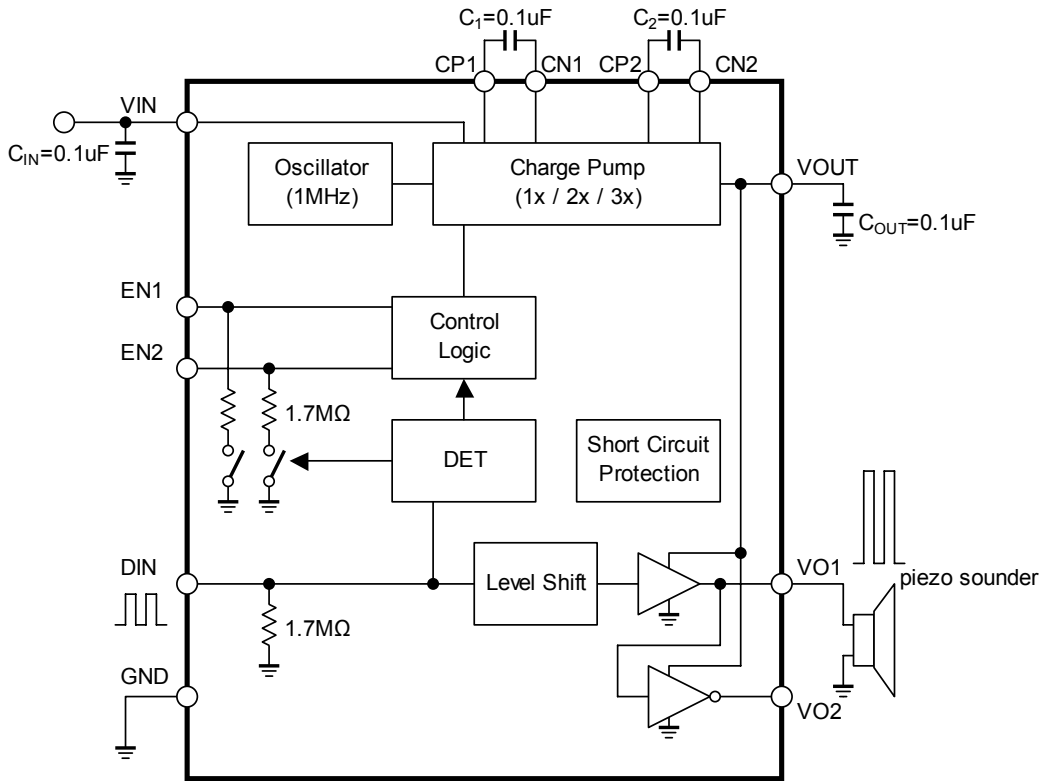 C1=0.1uF
C2=0.1uF
CP1
CN1
CP2
CN2
VIN
CIN=0.1uF
Oscillator
(1MHz)
Charge Pump
(1x / 2x / 3x)
VOUT
COUT=0.1uF
EN1
Control
Logic
EN2
1.7MΩ
DET
Short Circuit
Protection
DIN
Level Shift
VO1
piezo sounder
1.7MΩ
GND
VO2